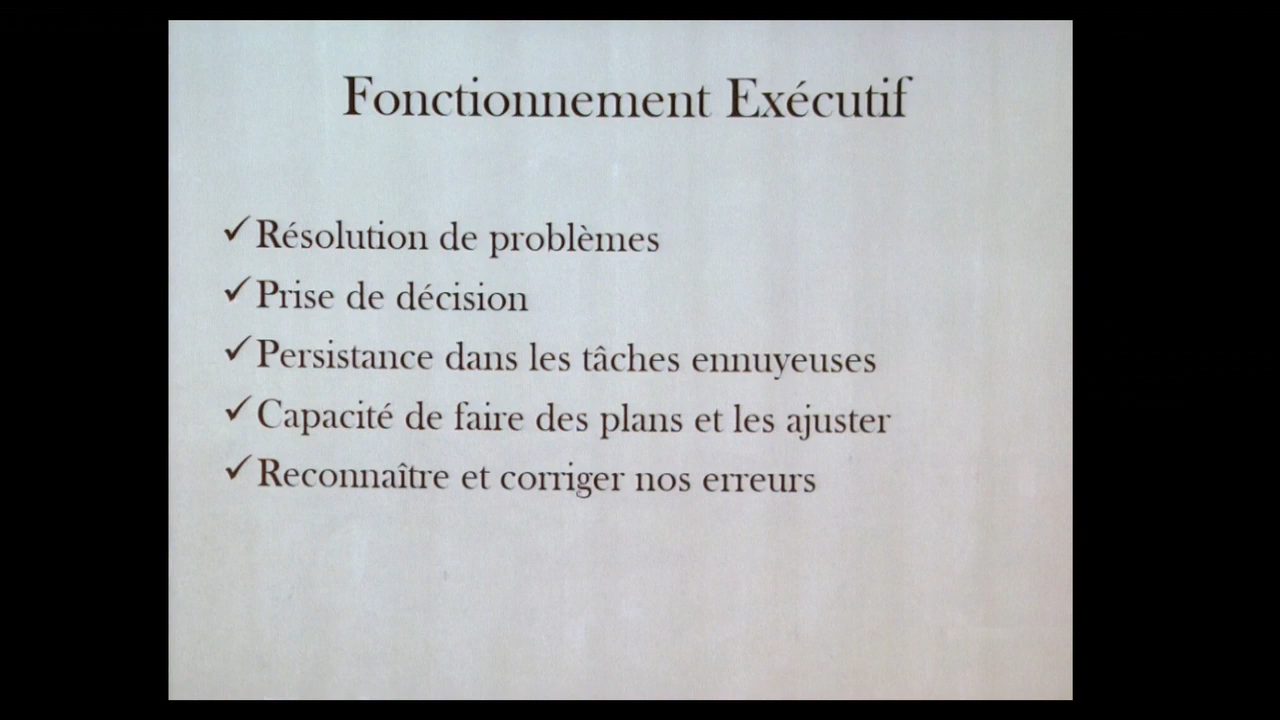 Fonctionnement Exécutif
✓Résolution de problèmes
✓Prise de décision
✓Persistance dans les tâches ennuyeuses
✓Capacité de faire des plans et les ajuster
✓Reconnaître et corriger nos erreurs